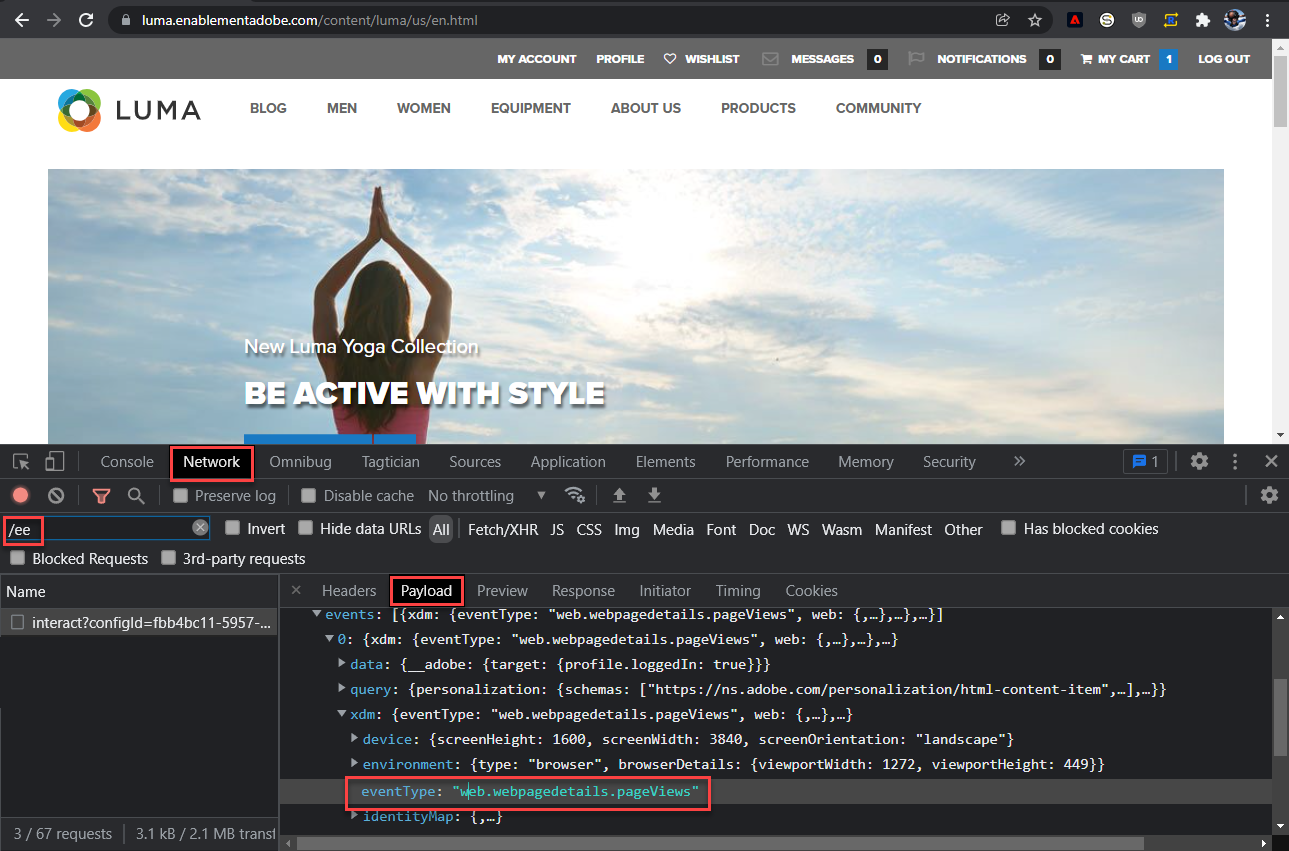 luma.enablementadobe.com/content/luma/us/en.html
MY ACCOUNT PROFILE WISHLIST MESSAGES 0 NOTIFICATIONS 0 MY CART 1 LOG OUT
LUMA BLOG MEN WOMEN EQUIPMENT ABOUT US PRODUCTS COMMUNITY
New Luma Yoga Collection
BE ACTIVE WITH STYLE
Console Network Omnibug Tagtician Sources Application Elements Performance Memory Security » 1
Preserve log Disable cache No throttling
/ee Invert Hide data URLs All Fetch/XHR JS CSS Img Media Font Doc WS Wasm Manifest Other Has blocked cookies
Blocked Requests 3rd-party requests
Name × Headers Payload Preview Response Initiator Timing Cookies
interact?configId=fbb4bc11-5957-...
events: [{xdm: {eventType: "web.webpagedetails.pageViews", web: {,…},…},…}]
0: {xdm: {eventType: "web.webpagedetails.pageViews", web: {,…},…},…}
data: {__adobe: {target: {profile.loggedIn: true}}}
query: {personalization: {schemas: ["https://ns.adobe.com/personalization/html-content-item",…],…}}
xdm: {eventType: "web.webpagedetails.pageViews", web: {,…},…}
device: {screenHeight: 1600, screenWidth: 3840, screenOrientation: "landscape"}
environment: {type: "browser", browserDetails: {viewportWidth: 1272, viewportHeight: 449}}
eventType: "web.webpagedetails.pageViews"
identityMap: {,…}
3 / 67 requests 3.1 kB / 2.1 MB transf